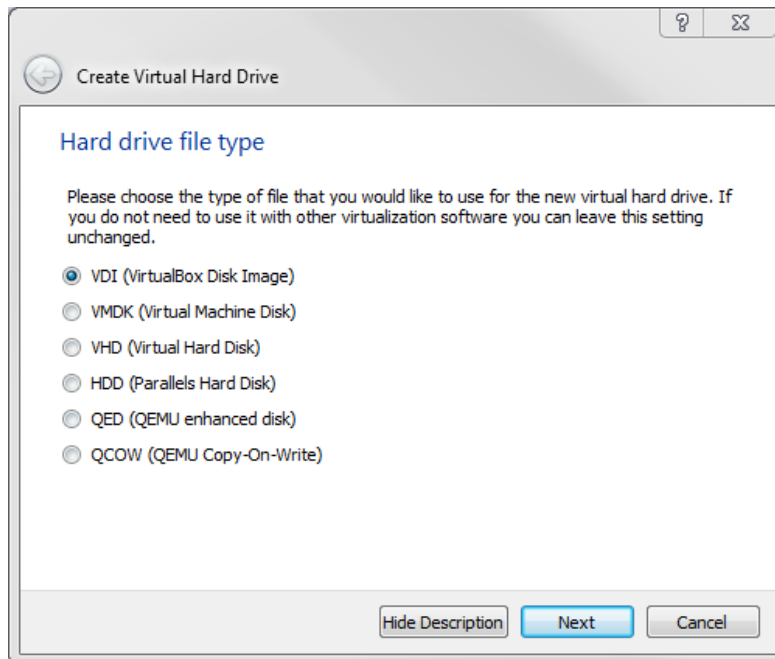 Create Virtual Hard Drive
Hard drive file type
Please choose the type of file that you would like to use for the new virtual hard drive. If
you do not need to use it with other virtualization software you can leave this setting
unchanged.
VDI (VirtualBox Disk Image)
VMDK (Virtual Machine Disk)
VHD (Virtual Hard Disk)
HDD (Parallels Hard Disk)
QED (QEMU enhanced disk)
QCOW (QEMU Copy-On-Write)
Hide Description Next Cancel